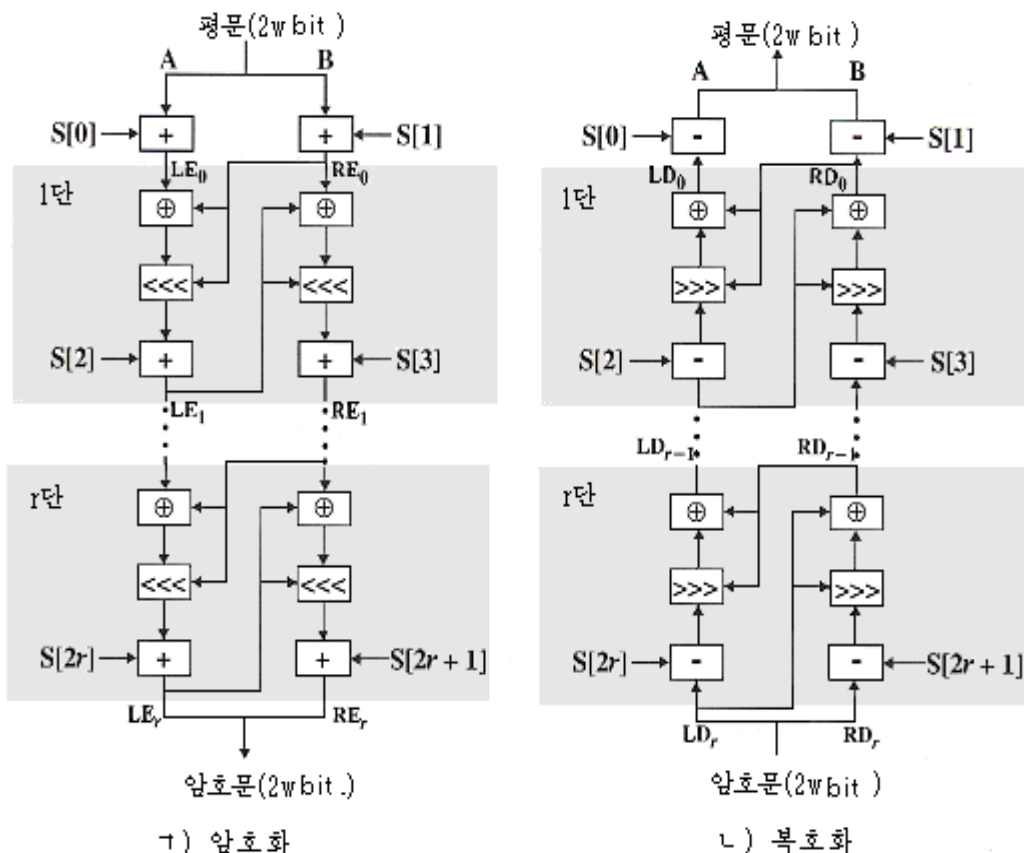 평문(2w bit )
A B
S[0] + + S[1]
LE0 RE0
1단
⊕ ⊕
<<< <<<
S[2] + + S[3]
LE1 RE1
r단
⊕ ⊕
<<< <<<
S[2r] + + S[2r + 1]
LEr REr
암호문(2w bit.)
ㄱ) 암호화
평문(2w bit )
A B
S[0] - - S[1]
LD0 RD0
1단
⊕ ⊕
>>> >>>
S[2] - - S[3]
LDr-1 RDr-1
r단
⊕ ⊕
>>> >>>
S[2r] - - S[2r + 1]
LDr RDr
암호문(2w bit )
ㄴ) 복호화